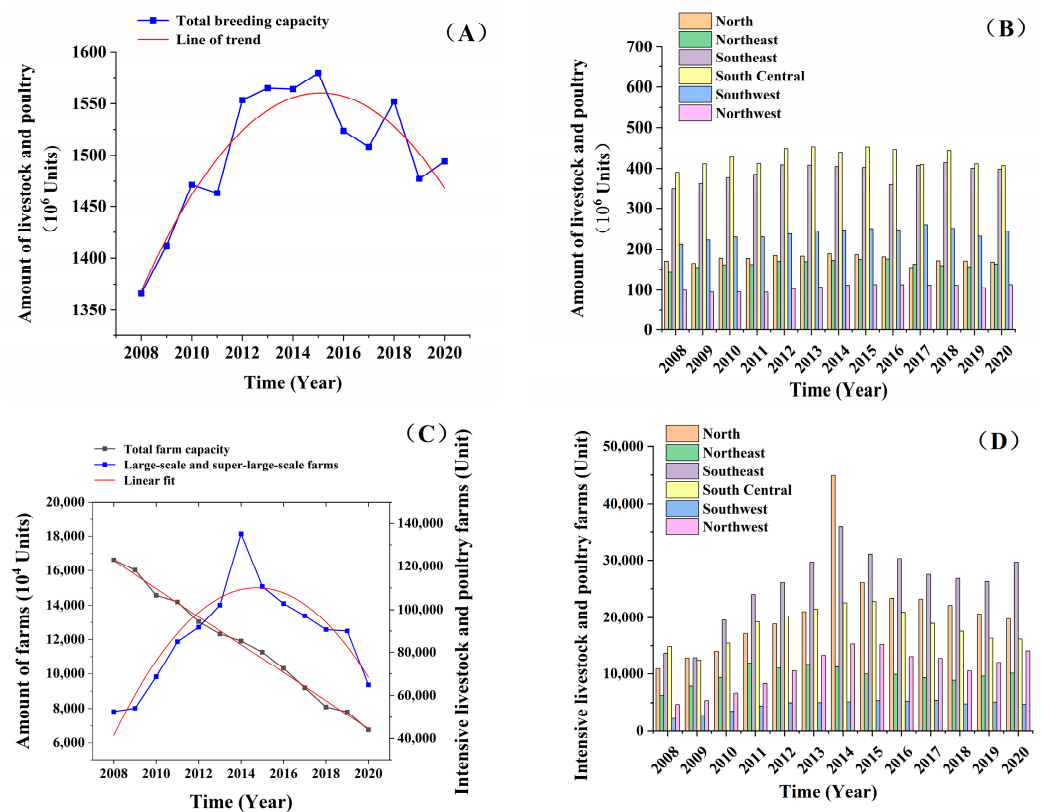 Total breeding capacity
Line of trend
（A）
1600
1550
1500
1450
1400
1350
Amount of livestock and poultry
（10⁶ Units）
2008
2010
2012
2014
2016
2018
2020
Time (Year)
North
Northeast
Southeast
South Central
Southwest
Northwest
（B）
700
600
500
400
300
200
100
0
Amount of livestock and poultry
（10⁶ Units）
2008
2009
2010
2011
2012
2013
2014
2015
2016
2017
2018
2019
2020
Time (Year)
Total farm capacity
Large-scale and super-large-scale farms
Linear fit
（C）
20,000
18,000
16,000
14,000
12,000
10,000
8,000
6,000
Amount of farms (10⁴ Units)
140,000
120,000
100,000
80,000
60,000
40,000
Intensive livestock and poultry farms (Unit)
2008
2010
2012
2014
2016
2018
2020
Time (Year)
North
Northeast
Southeast
South Central
Southwest
Northwest
（D）
50,000
40,000
30,000
20,000
10,000
0
Intensive livestock and poultry farms (Unit)
2008
2009
2010
2011
2012
2013
2014
2015
2016
2017
2018
2019
2020
Time (Year)